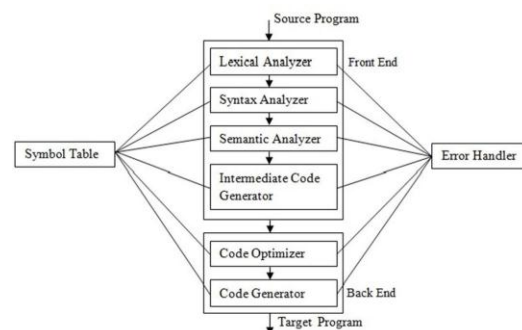 Source Program
Lexical Analyzer
Front End
Syntax Analyzer
Semantic Analyzer
Symbol Table
Error Handler
Intermediate Code
Generator
Code Optimizer
Code Generator
Back End
Target Program